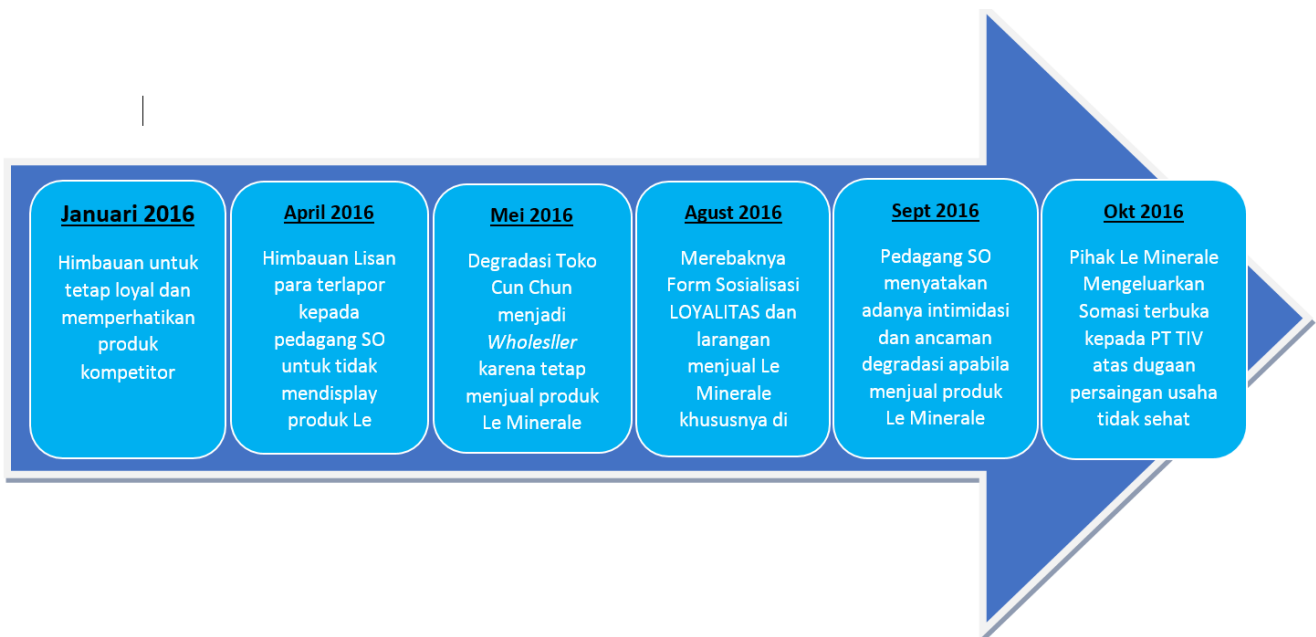 Januari 2016
Himbauan untuk
tetap loyal dan
memperhatikan
produk
kompetitor
April 2016
Himbauan Lisan
para terlapor
kepada
pedagang SO
untuk tidak
mendisplay
produk Le
Mei 2016
Degradasi Toko
Cun Chun
menjadi
Wholesller
karena tetap
menjual produk
Le Minerale
Agust 2016
Merebaknya
Form Sosialisasi
LOYALITAS dan
larangan
menjual Le
Minerale
khususnya di
Sept 2016
Pedagang SO
menyatakan
adanya intimidasi
dan ancaman
degradasi apabila
menjual produk
Le Minerale
Okt 2016
Pihak Le Minerale
Mengeluarkan
Somasi terbuka
kepada PT TIV
atas dugaan
persaingan usaha
tidak sehat